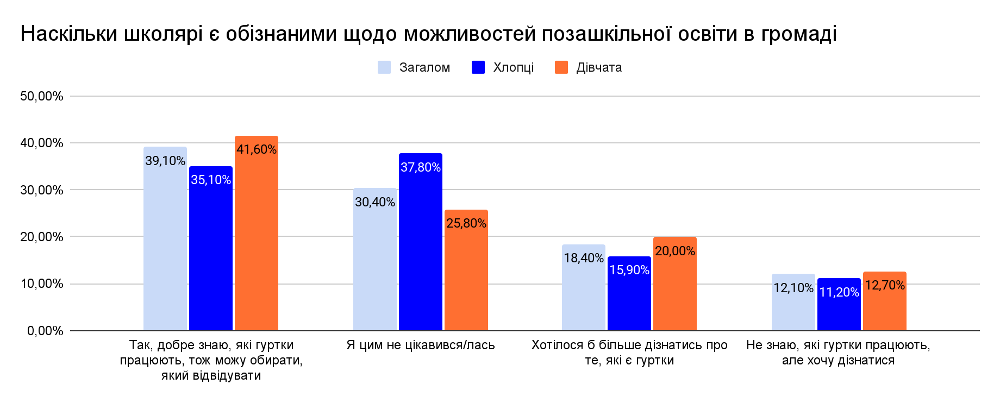 Наскільки школярі є обізнаними щодо можливостей позашкільної освіти в громаді
Загалом Хлопці Дівчата
50,00%
40,00%
30,00%
20,00%
10,00%
0,00%
39,10%
35,10%
41,60%
30,40%
37,80%
25,80%
18,40%
15,90%
20,00%
12,10%
11,20%
12,70%
Так, добре знаю, які гуртки
працюють, тож можу обирати,
який відвідувати
Я цим не цікавився/лась
Хотілося б більше дізнатись про
те, які є гуртки
Не знаю, які гуртки працюють,
але хочу дізнатися